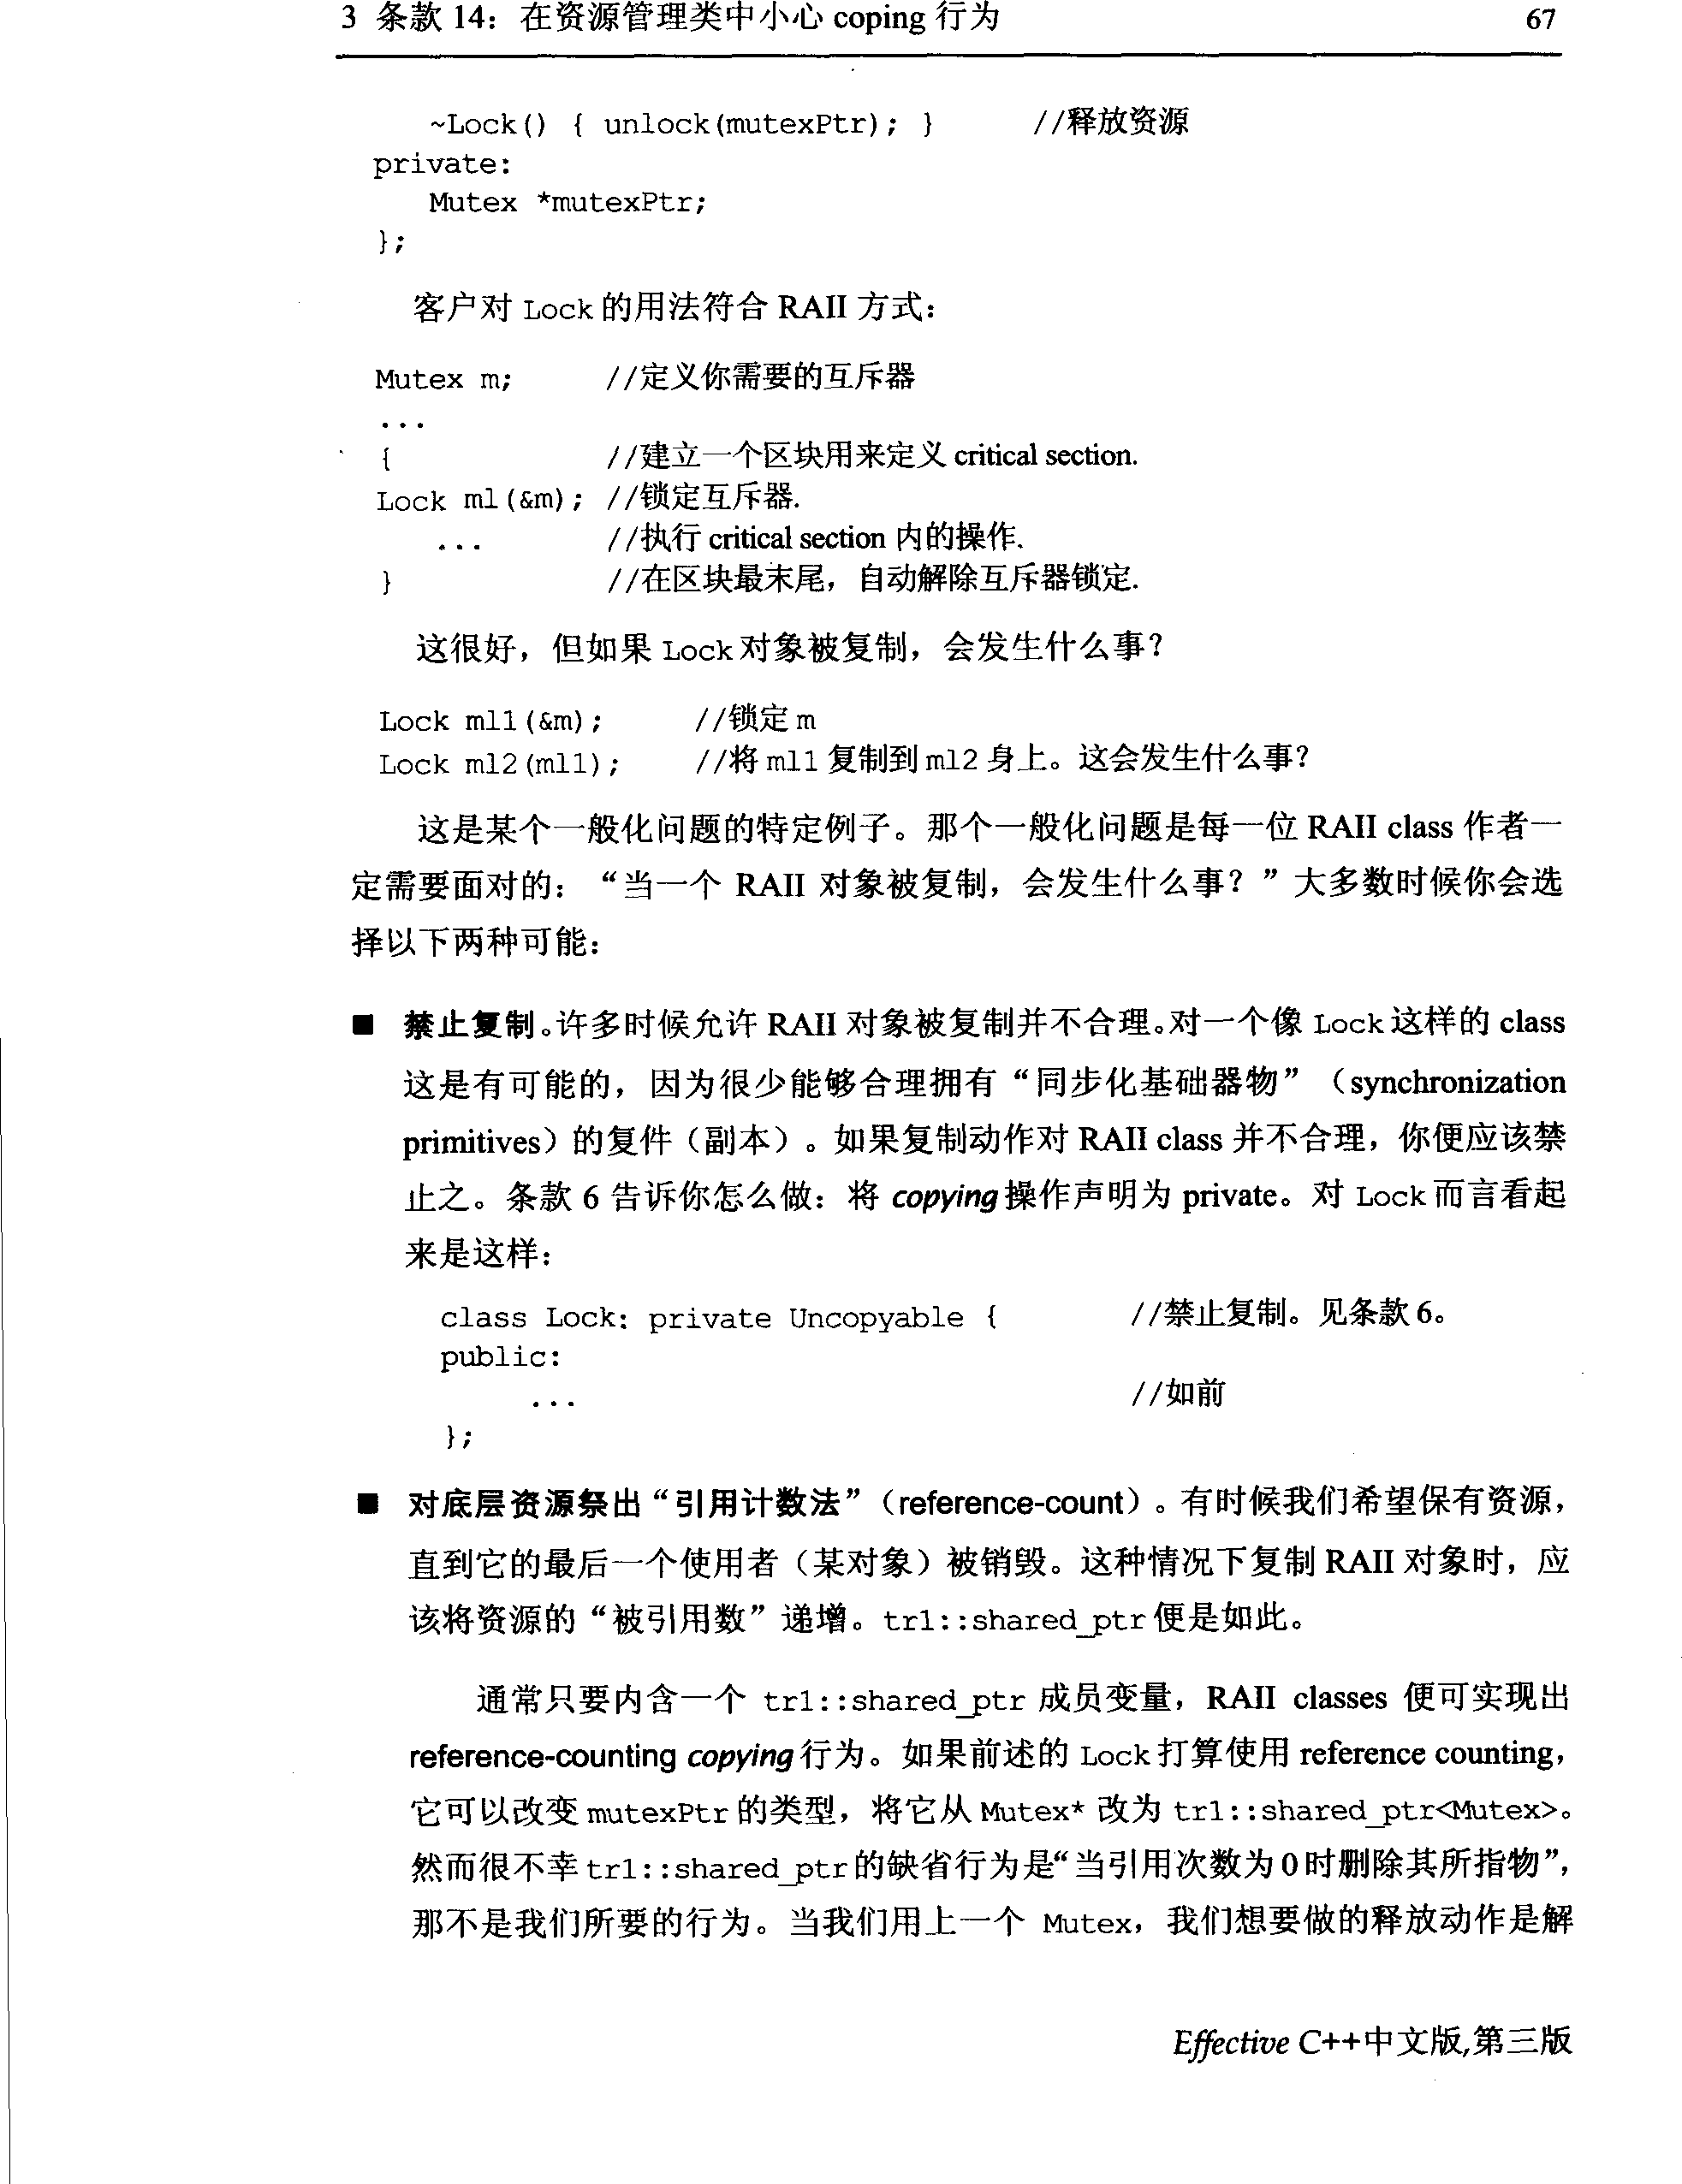 3 条款 14：在资源管理类中小心 coping 行为 67
~Lock() { unlock(mutexPtr); } //释放资源
private:
Mutex *mutexPtr;
};
客户对 Lock 的用法符合 RAII 方式：
Mutex m; //定义你需要的互斥器
...
{ //建立一个区块用来定义 critical section.
Lock ml(&m); //锁定互斥器.
... //执行 critical section 内的操作.
} //在区块最末尾，自动解除互斥器锁定.
这很好，但如果 Lock 对象被复制，会发生什么事？
Lock ml1(&m); //锁定 m
Lock ml2(ml1); //将 ml1 复制到 ml2 身上。这会发生什么事？
这是某个一般化问题的特定例子。那个一般化问题是每一位 RAII class 作者一
定需要面对的：“当一个 RAII 对象被复制，会发生什么事？”大多数时候你会选
择以下两种可能：
■ 禁止复制。许多时候允许 RAII 对象被复制并不合理。对一个像 Lock 这样的 class
这是有可能的，因为很少能够合理拥有“同步化基础器物”（synchronization
primitives）的复件（副本）。如果复制动作对 RAII class 并不合理，你便应该禁
止之。条款 6 告诉你怎么做：将 copying 操作声明为 private。对 Lock 而言看起
来是这样：
class Lock: private Uncopyable { //禁止复制。见条款 6。
public:
... //如前
};
■ 对底层资源祭出“引用计数法”（reference-count）。有时候我们希望保有资源，
直到它的最后一个使用者（某对象）被销毁。这种情况下复制 RAII 对象时，应
该将资源的“被引用数”递增。tr1::shared_ptr 便是如此。
通常只要内含一个 tr1::shared_ptr 成员变量，RAII classes 便可实现出
reference-counting copying 行为。如果前述的 Lock 打算使用 reference counting，
它可以改变 mutexPtr 的类型，将它从 Mutex* 改为 tr1::shared_ptr<Mutex>。
然而很不幸 tr1::shared_ptr 的缺省行为是“当引用次数为 0 时删除其所指物”，
那不是我们所要的行为。当我们用上一个 Mutex，我们想要做的释放动作是解
Effective C++中文版,第三版